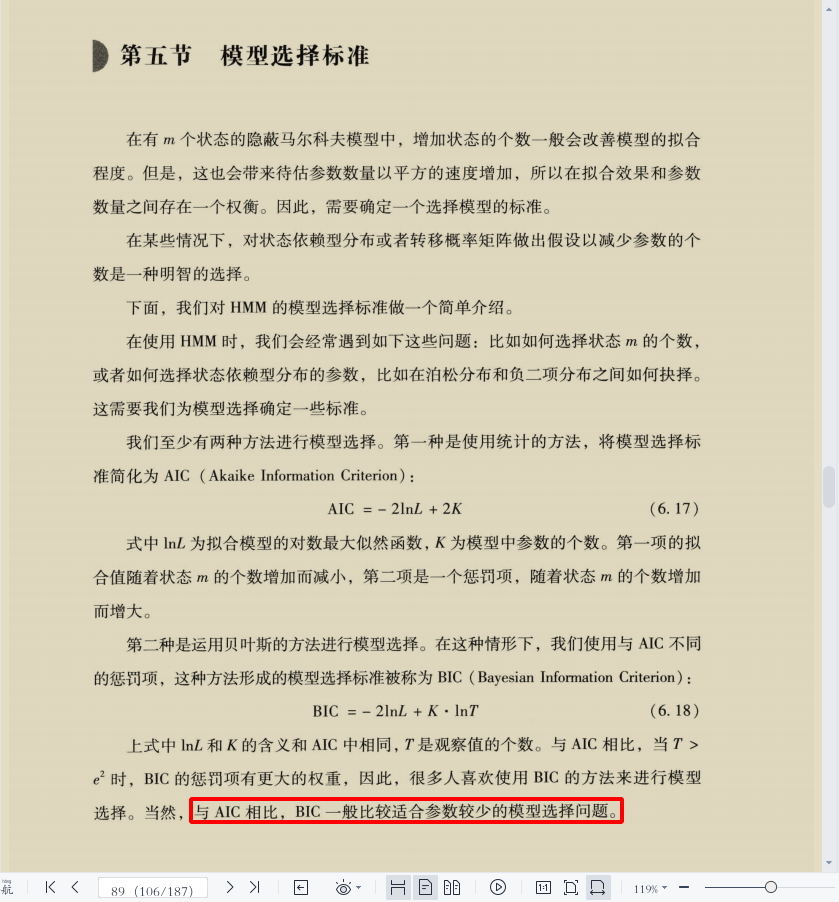 第五节 模型选择标准
在有 m 个状态的隐蔽马尔科夫模型中，增加状态的个数一般会改善模型的拟合
程度。但是，这也会带来待估参数数量以平方的速度增加，所以在拟合效果和参数
数量之间存在一个权衡。因此，需要确定一个选择模型的标准。
在某些情况下，对状态依赖型分布或者转移概率矩阵做出假设以减少参数的个
数是一种明智的选择。
下面，我们对 HMM 的模型选择标准做一个简单介绍。
在使用 HMM 时，我们会经常遇到如下这些问题：比如如何选择状态 m 的个数，
或者如何选择状态依赖型分布的参数，比如在泊松分布和负二项分布之间如何抉择。
这需要我们为模型选择确定一些标准。
我们至少有两种方法进行模型选择。第一种是使用统计的方法，将模型选择标
准简化为 AIC（Akaike Information Criterion）：
AIC = - 2lnL + 2K （6. 17）
式中 lnL 为拟合模型的对数最大似然函数，K 为模型中参数的个数。第一项的拟
合值随着状态 m 的个数增加而减小，第二项是一个惩罚项，随着状态 m 的个数增加
而增大。
第二种是运用贝叶斯的方法进行模型选择。在这种情形下，我们使用与 AIC 不同
的惩罚项，这种方法形成的模型选择标准被称为 BIC（Bayesian Information Criterion）：
BIC = - 2lnL + K · lnT （6. 18）
上式中 lnL 和 K 的含义和 AIC 中相同，T 是观察值的个数。与 AIC 相比，当 T >
e² 时，BIC 的惩罚项有更大的权重，因此，很多人喜欢使用 BIC 的方法来进行模型
选择。当然，与 AIC 相比，BIC 一般比较适合参数较少的模型选择问题。
航 89 (106/187) 1:1 119%